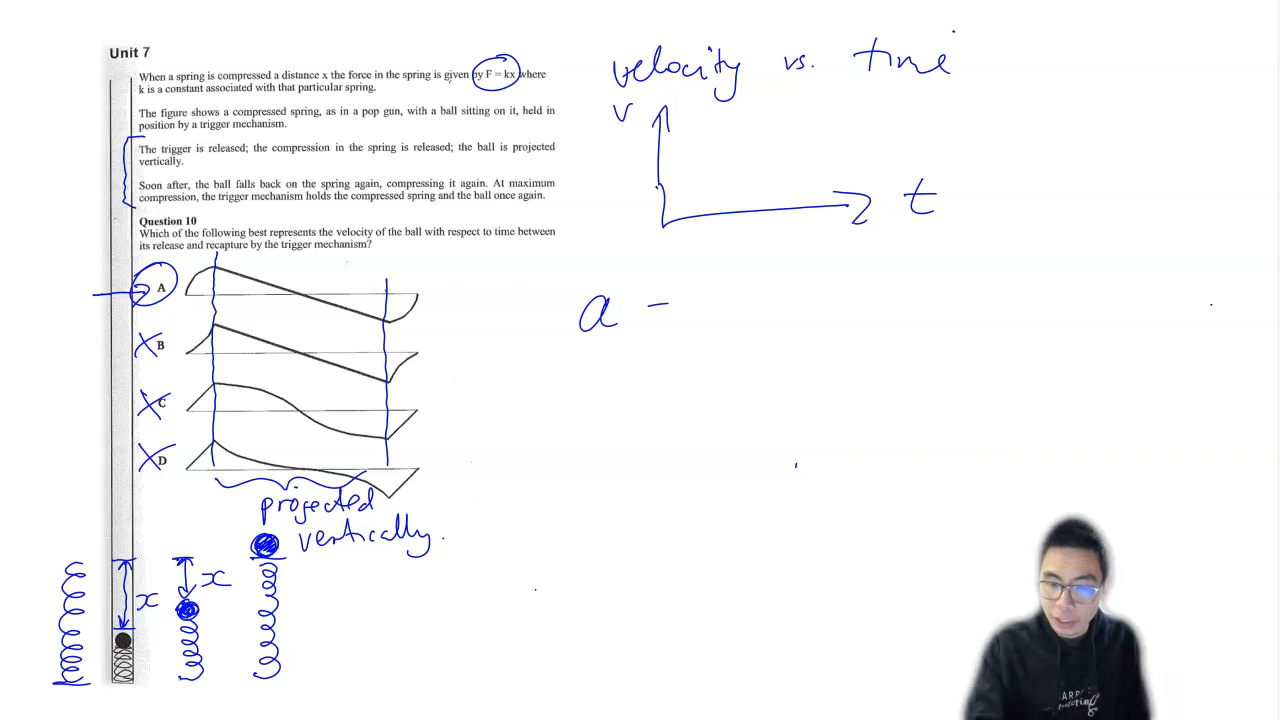 Unit 7
When a spring is compressed a distance x the force in the spring is given by F = kx where
k is a constant associated with that particular spring.
The figure shows a compressed spring, as in a pop gun, with a ball sitting on it, held in
position by a trigger mechanism.
The trigger is released; the compression in the spring is released; the ball is projected
vertically.
Soon after, the ball falls back on the spring again, compressing it again. At maximum
compression, the trigger mechanism holds the compressed spring and the ball once again.
Question 10
Which of the following best represents the velocity of the ball with respect to time between
its release and recapture by the trigger mechanism?
A
B
C
D
projected
vertically.
x
x
velocity vs. time
v
t
a =